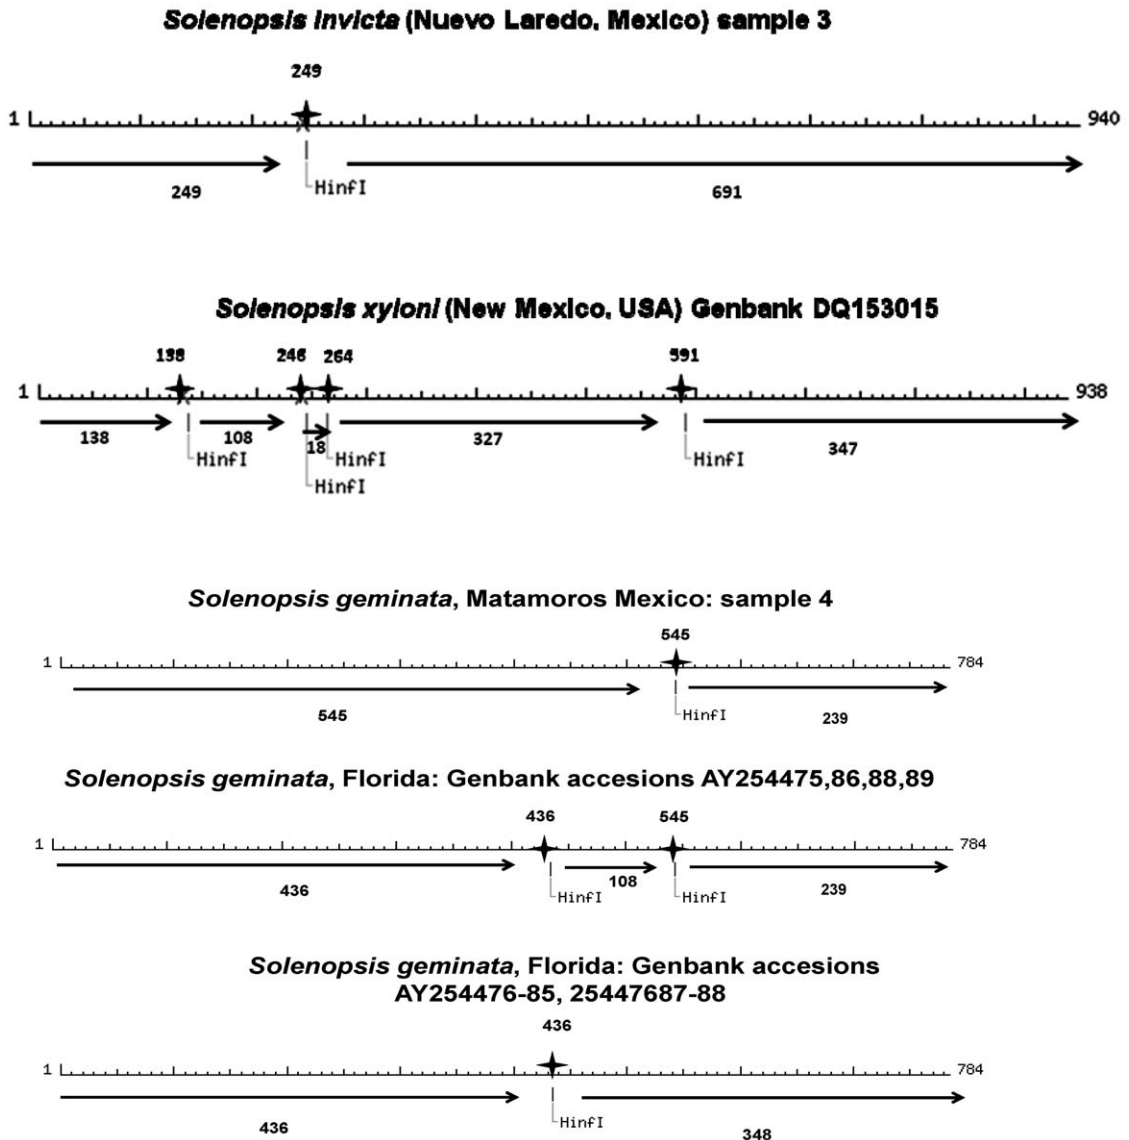 Solenopsis invicta (Nuevo Laredo, Mexico) sample 3
249
1
940
HinfI
249
691
Solenopsis xyloni (New Mexico, USA) Genbank DQ153015
138 246 264 591
1
938
138
108
18
327
347
HinfI
HinfI
HinfI
HinfI
Solenopsis geminata, Matamoros Mexico: sample 4
545
1
784
545
HinfI
239
Solenopsis geminata, Florida: Genbank accesions AY254475,86,88,89
436 545
1
784
436
108
239
HinfI
HinfI
Solenopsis geminata, Florida: Genbank accesions
AY254476-85, 25447687-88
436
1
784
HinfI
436
348